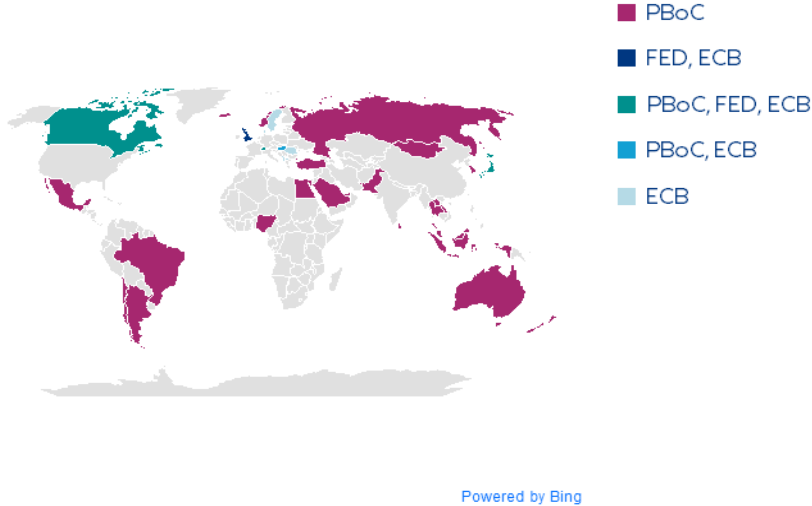 PBoC
FED, ECB
PBoC, FED, ECB
PBoC, ECB
ECB
Powered by Bing